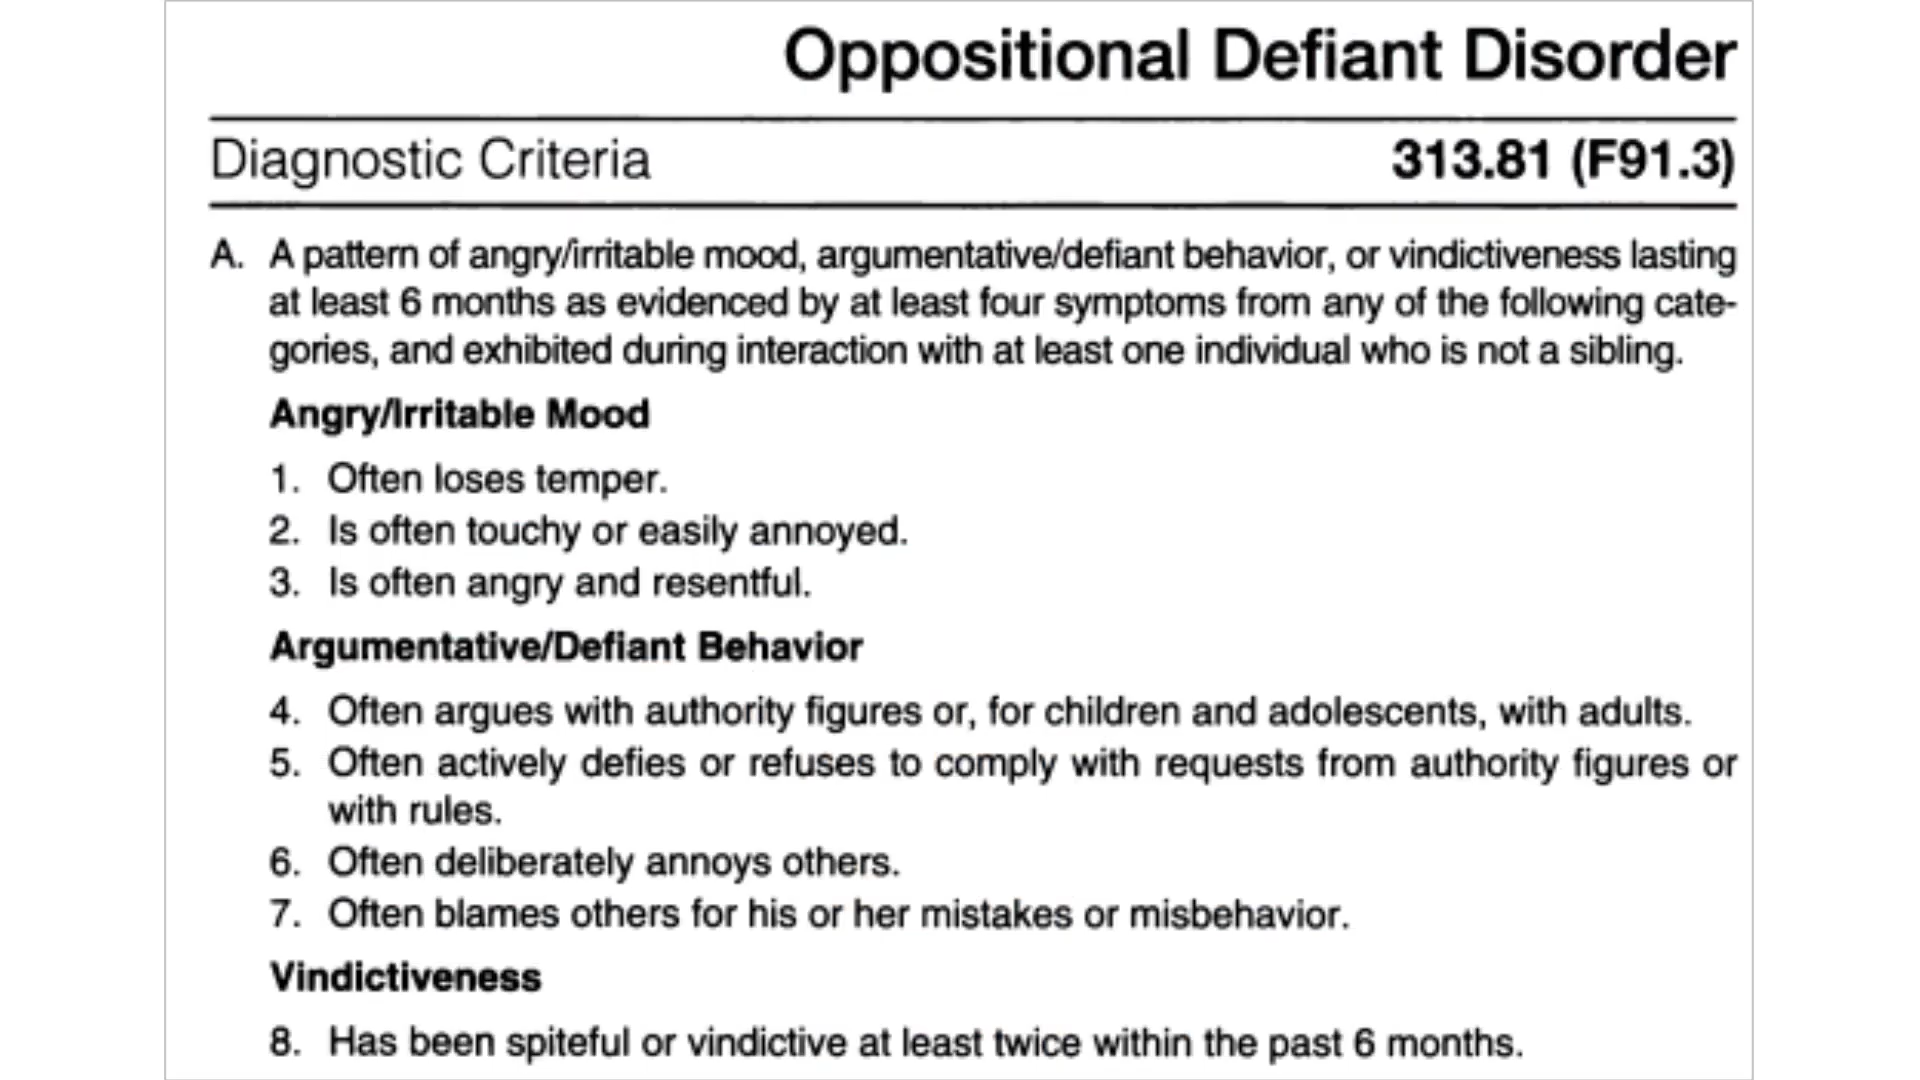 Oppositional Defiant Disorder
Diagnostic Criteria 313.81 (F91.3)
A. A pattern of angry/irritable mood, argumentative/defiant behavior, or vindictiveness lasting
at least 6 months as evidenced by at least four symptoms from any of the following cate-
gories, and exhibited during interaction with at least one individual who is not a sibling.
Angry/Irritable Mood
1. Often loses temper.
2. Is often touchy or easily annoyed.
3. Is often angry and resentful.
Argumentative/Defiant Behavior
4. Often argues with authority figures or, for children and adolescents, with adults.
5. Often actively defies or refuses to comply with requests from authority figures or
with rules.
6. Often deliberately annoys others.
7. Often blames others for his or her mistakes or misbehavior.
Vindictiveness
8. Has been spiteful or vindictive at least twice within the past 6 months.